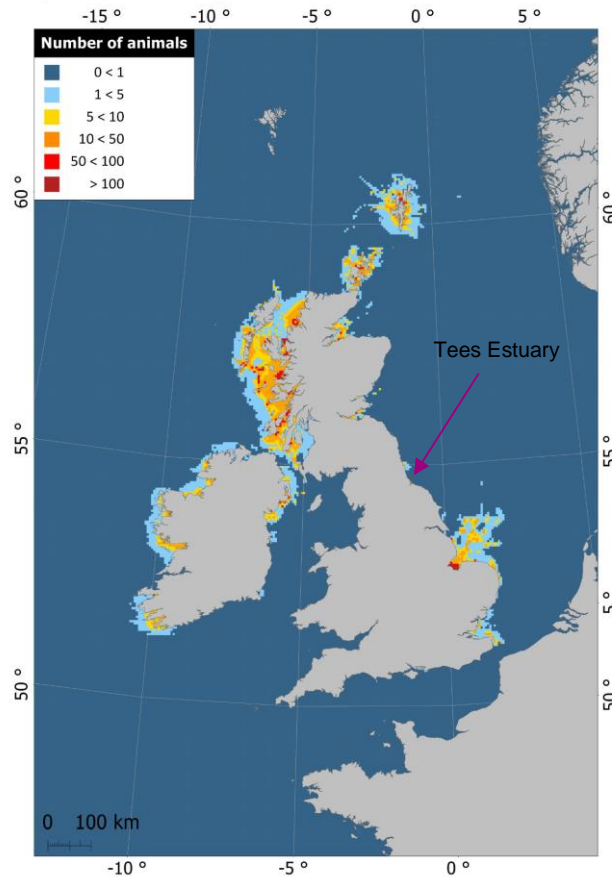 -15 ° -10 ° -5 ° 0 ° 5 °
Number of animals
0 < 1
1 < 5
5 < 10
10 < 50
50 < 100
> 100
60 °
60 °
Tees Estuary
55 °
55 °
5 °
50 °
50 °
0 100 km
-10 ° -5 ° 0 °